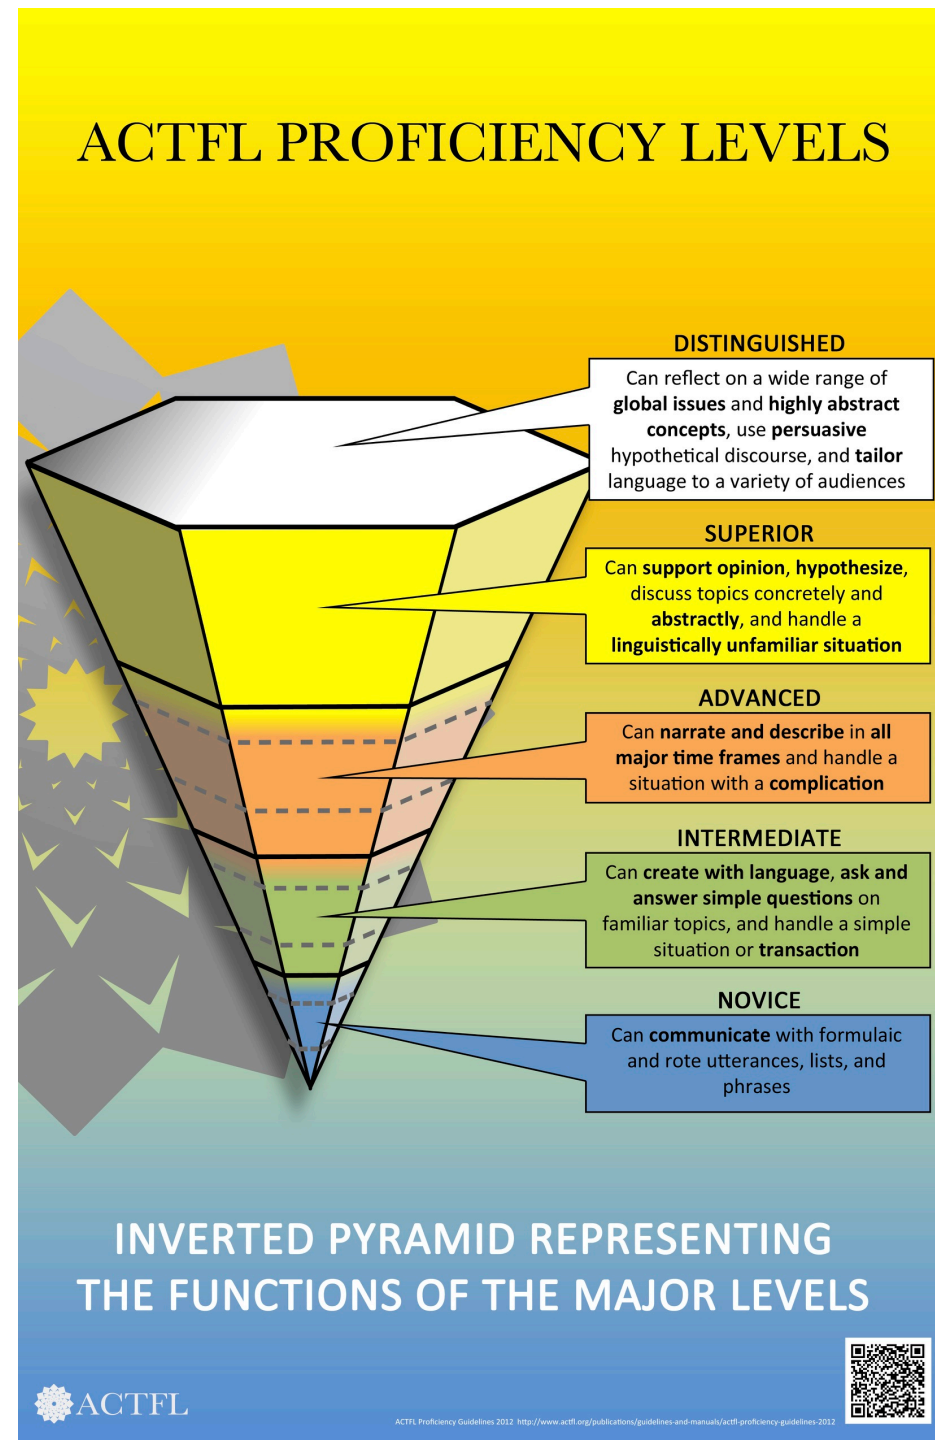 ACTFL PROFICIENCY LEVELS
DISTINGUISHED
Can reflect on a wide range of
global issues and highly abstract
concepts, use persuasive
hypothetical discourse, and tailor
language to a variety of audiences
SUPERIOR
Can support opinion, hypothesize,
discuss topics concretely and
abstractly, and handle a
linguistically unfamiliar situation
ADVANCED
Can narrate and describe in all
major time frames and handle a
situation with a complication
INTERMEDIATE
Can create with language, ask and
answer simple questions on
familiar topics, and handle a simple
situation or transaction
NOVICE
Can communicate with formulaic
and rote utterances, lists, and
phrases
INVERTED PYRAMID REPRESENTING
THE FUNCTIONS OF THE MAJOR LEVELS
ACTFL
ACTFL Proficiency Guidelines 2012 http://www.actfl.org/publications/guidelines-and-manuals/actfl-proficiency-guidelines-2012